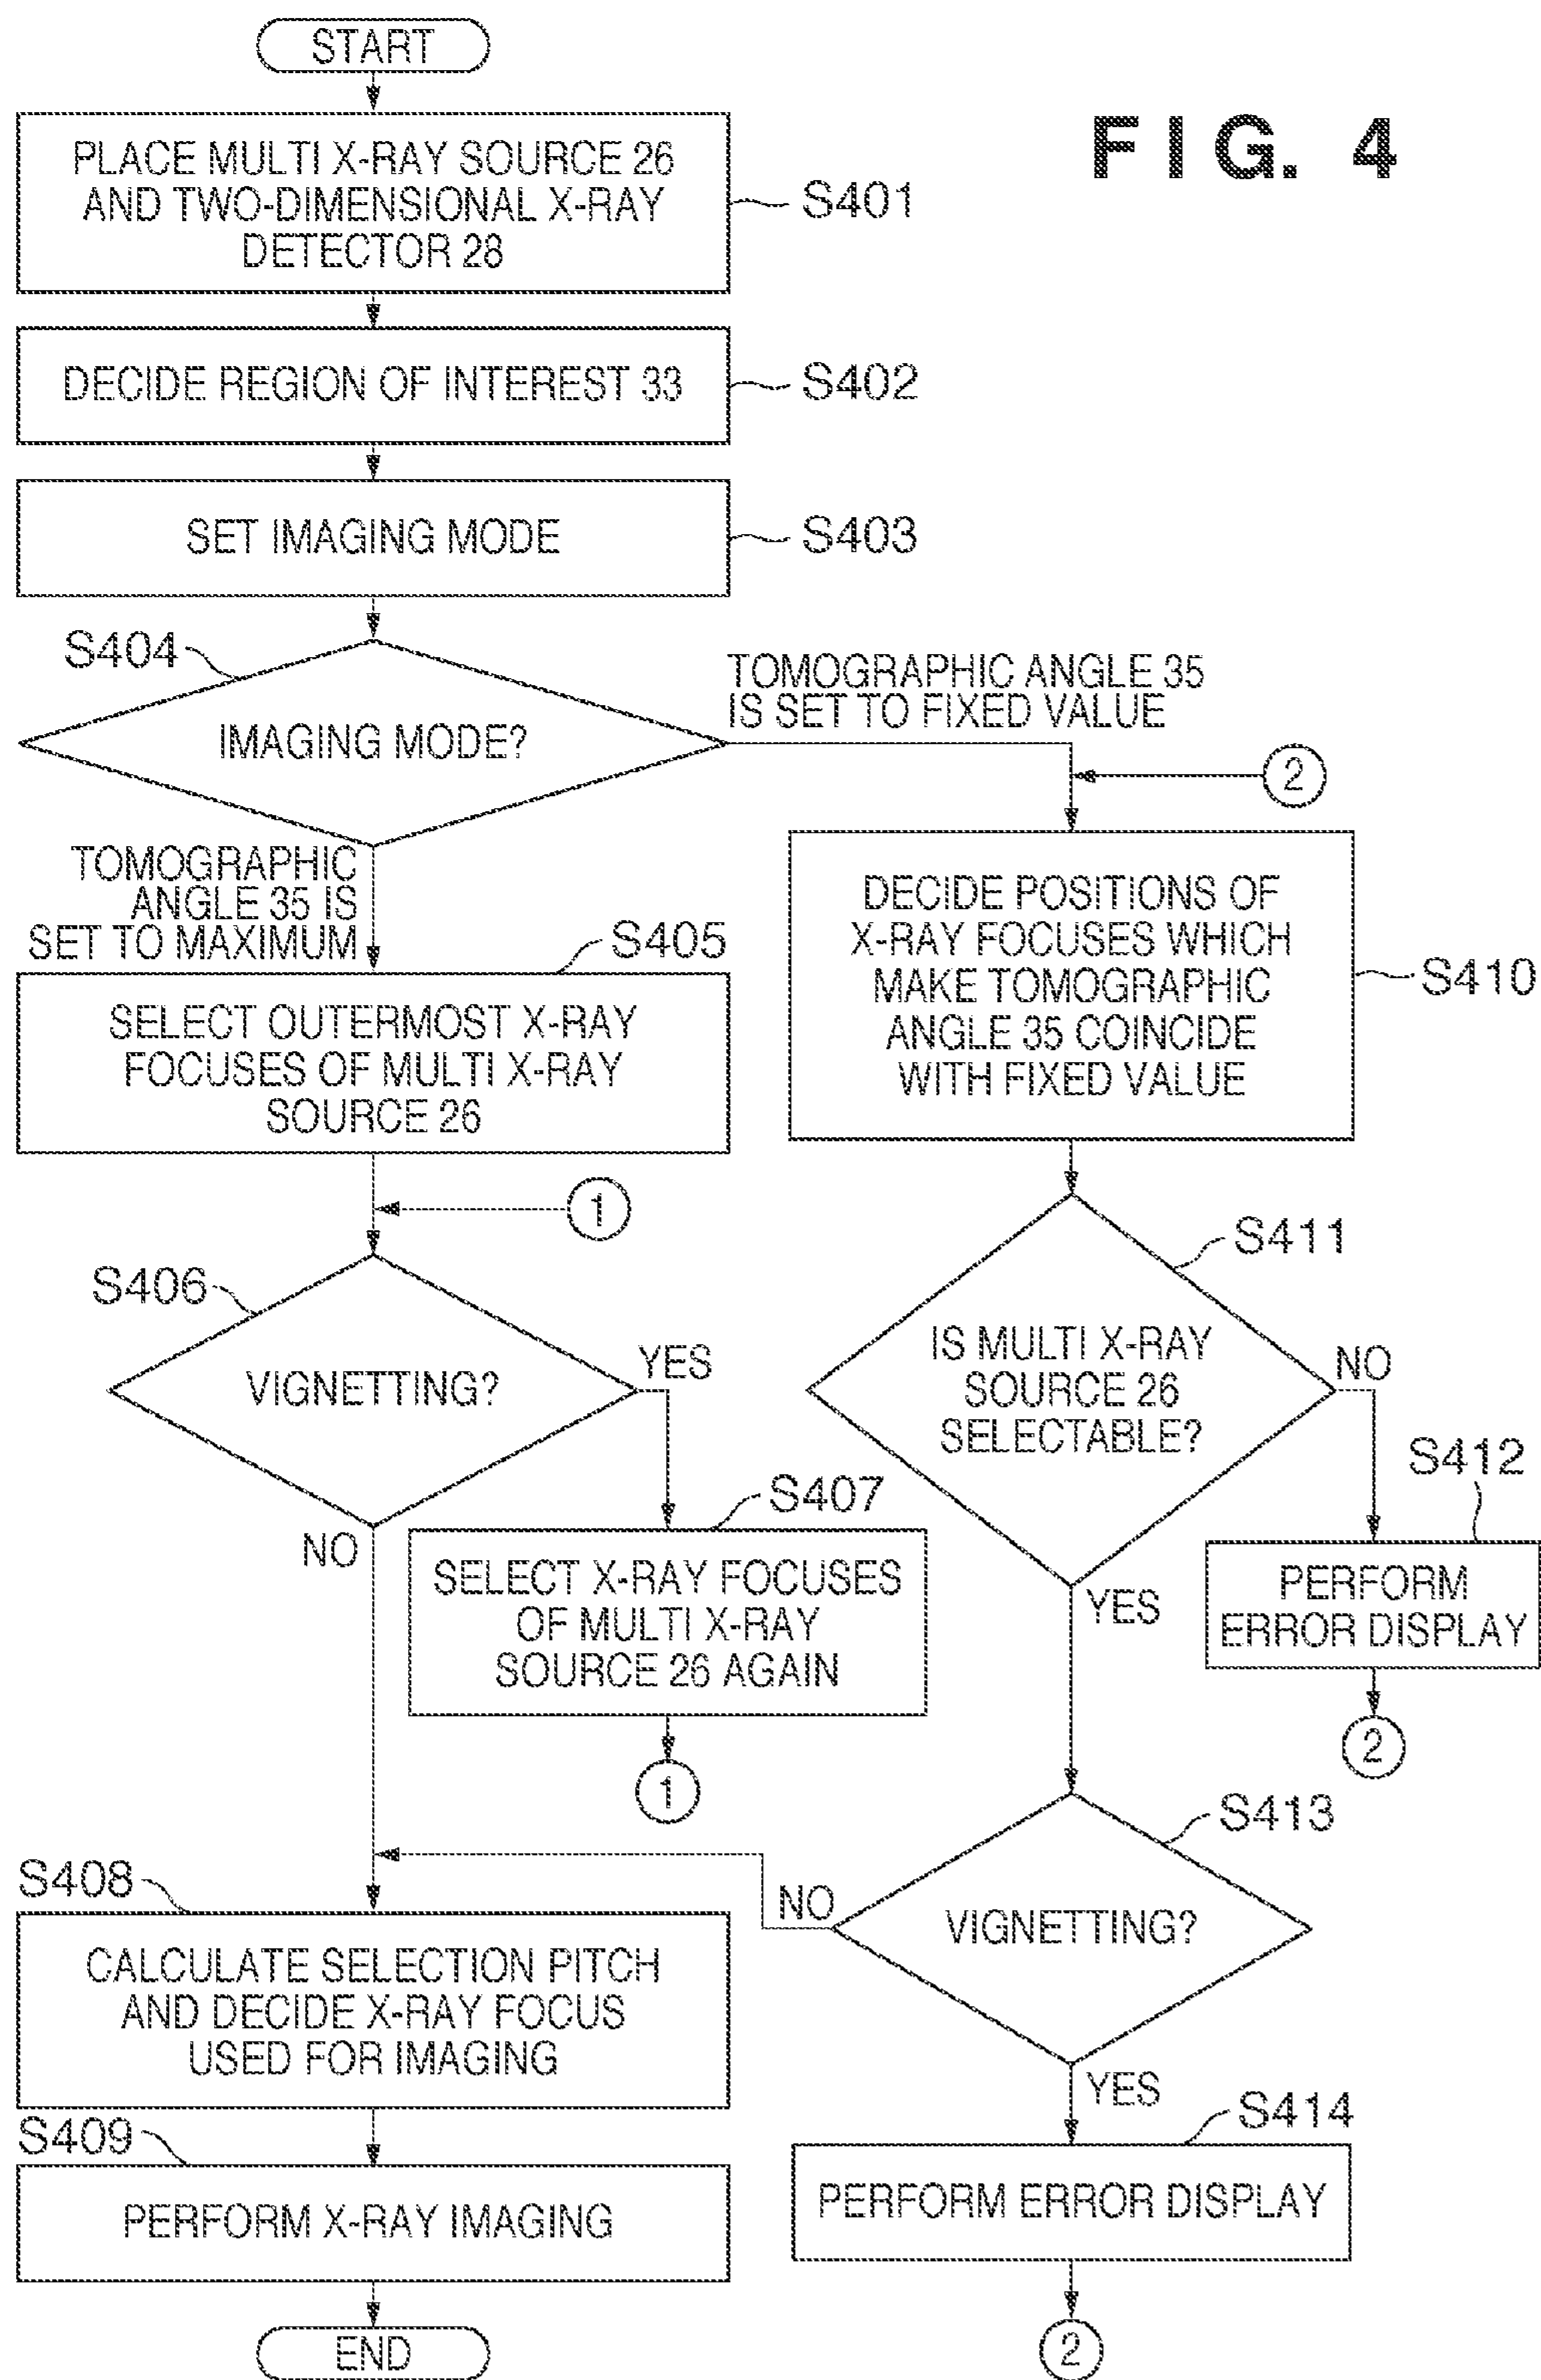 START
FIG. 4
PLACE MULTI X-RAY SOURCE 26
AND TWO-DIMENSIONAL X-RAY
DETECTOR 28
S401
DECIDE REGION OF INTEREST 33
S402
SET IMAGING MODE
S403
S404
IMAGING MODE?
TOMOGRAPHIC ANGLE 35
IS SET TO FIXED VALUE
2
TOMOGRAPHIC
ANGLE 35 IS
SET TO MAXIMUM
S405
SELECT OUTERMOST X-RAY
FOCUSES OF MULTI X-RAY
SOURCE 26
DECIDE POSITIONS OF
X-RAY FOCUSES WHICH
MAKE TOMOGRAPHIC
ANGLE 35 COINCIDE
WITH FIXED VALUE
S410
1
S406
VIGNETTING?
YES
NO
S407
SELECT X-RAY FOCUSES
OF MULTI X-RAY
SOURCE 26 AGAIN
1
S411
IS MULTI X-RAY
SOURCE 26
SELECTABLE?
NO
YES
S412
PERFORM
ERROR DISPLAY
2
S413
VIGNETTING?
NO
YES
S408
CALCULATE SELECTION PITCH
AND DECIDE X-RAY FOCUS
USED FOR IMAGING
S409
PERFORM X-RAY IMAGING
END
S414
PERFORM ERROR DISPLAY
2